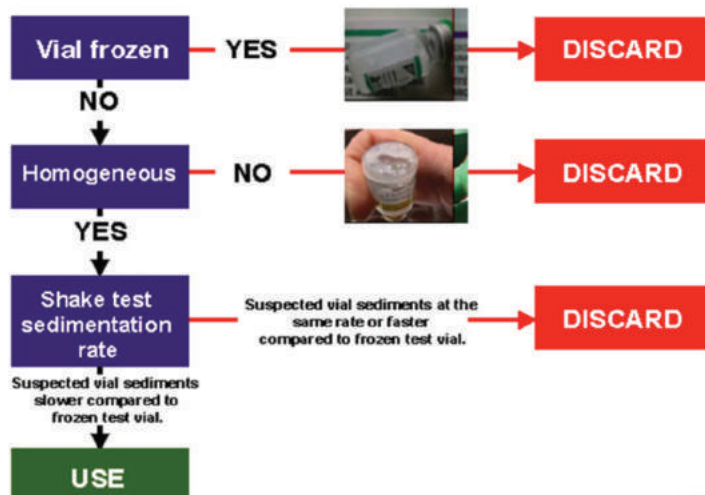 Vial frozen
YES
DISCARD
NO
Homogeneous
NO
DISCARD
YES
Shake test
sedimentation
rate
Suspected vial sediments at the
same rate or faster
compared to frozen test vial.
DISCARD
Suspected vial sediments
slower compared to
frozen test vial.
USE